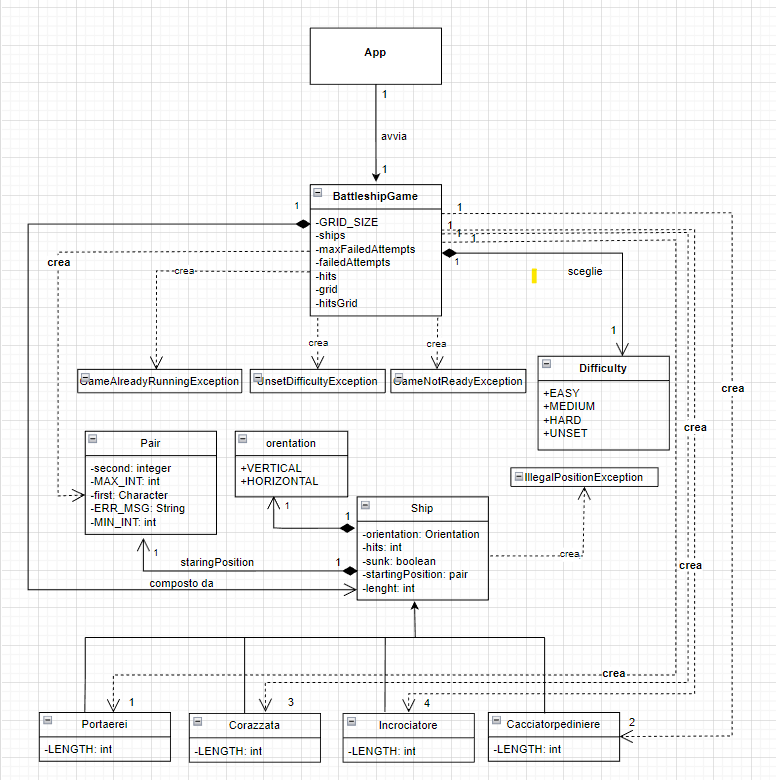 App
1
avvia
1
BattleshipGame
-GRID_SIZE
-ships
-maxFailedAttempts
-failedAttempts
-hits
-grid
-hitsGrid
1
1
1
1
1
1
sceglie
1
crea
crea
crea
crea
GameAlreadyRunningException
UnsetDifficultyException
GameNotReadyException
Difficulty
+EASY
+MEDIUM
+HARD
+UNSET
crea
crea
Pair
-second: integer
-MAX_INT: int
-first: Character
-ERR_MSG: String
-MIN_INT: int
orentation
+VERTICAL
+HORIZONTAL
IllegalPositionException
1
1
Ship
-orientation: Orientation
-hits: int
-sunk: boolean
-startingPosition: pair
-lenght: int
1
staringPosition
1
crea
crea
composto da
crea
1
3
4
2
Portaerei
-LENGTH: int
Corazzata
-LENGTH: int
Incrociatore
-LENGTH: int
Cacciatorpediniere
-LENGTH: int